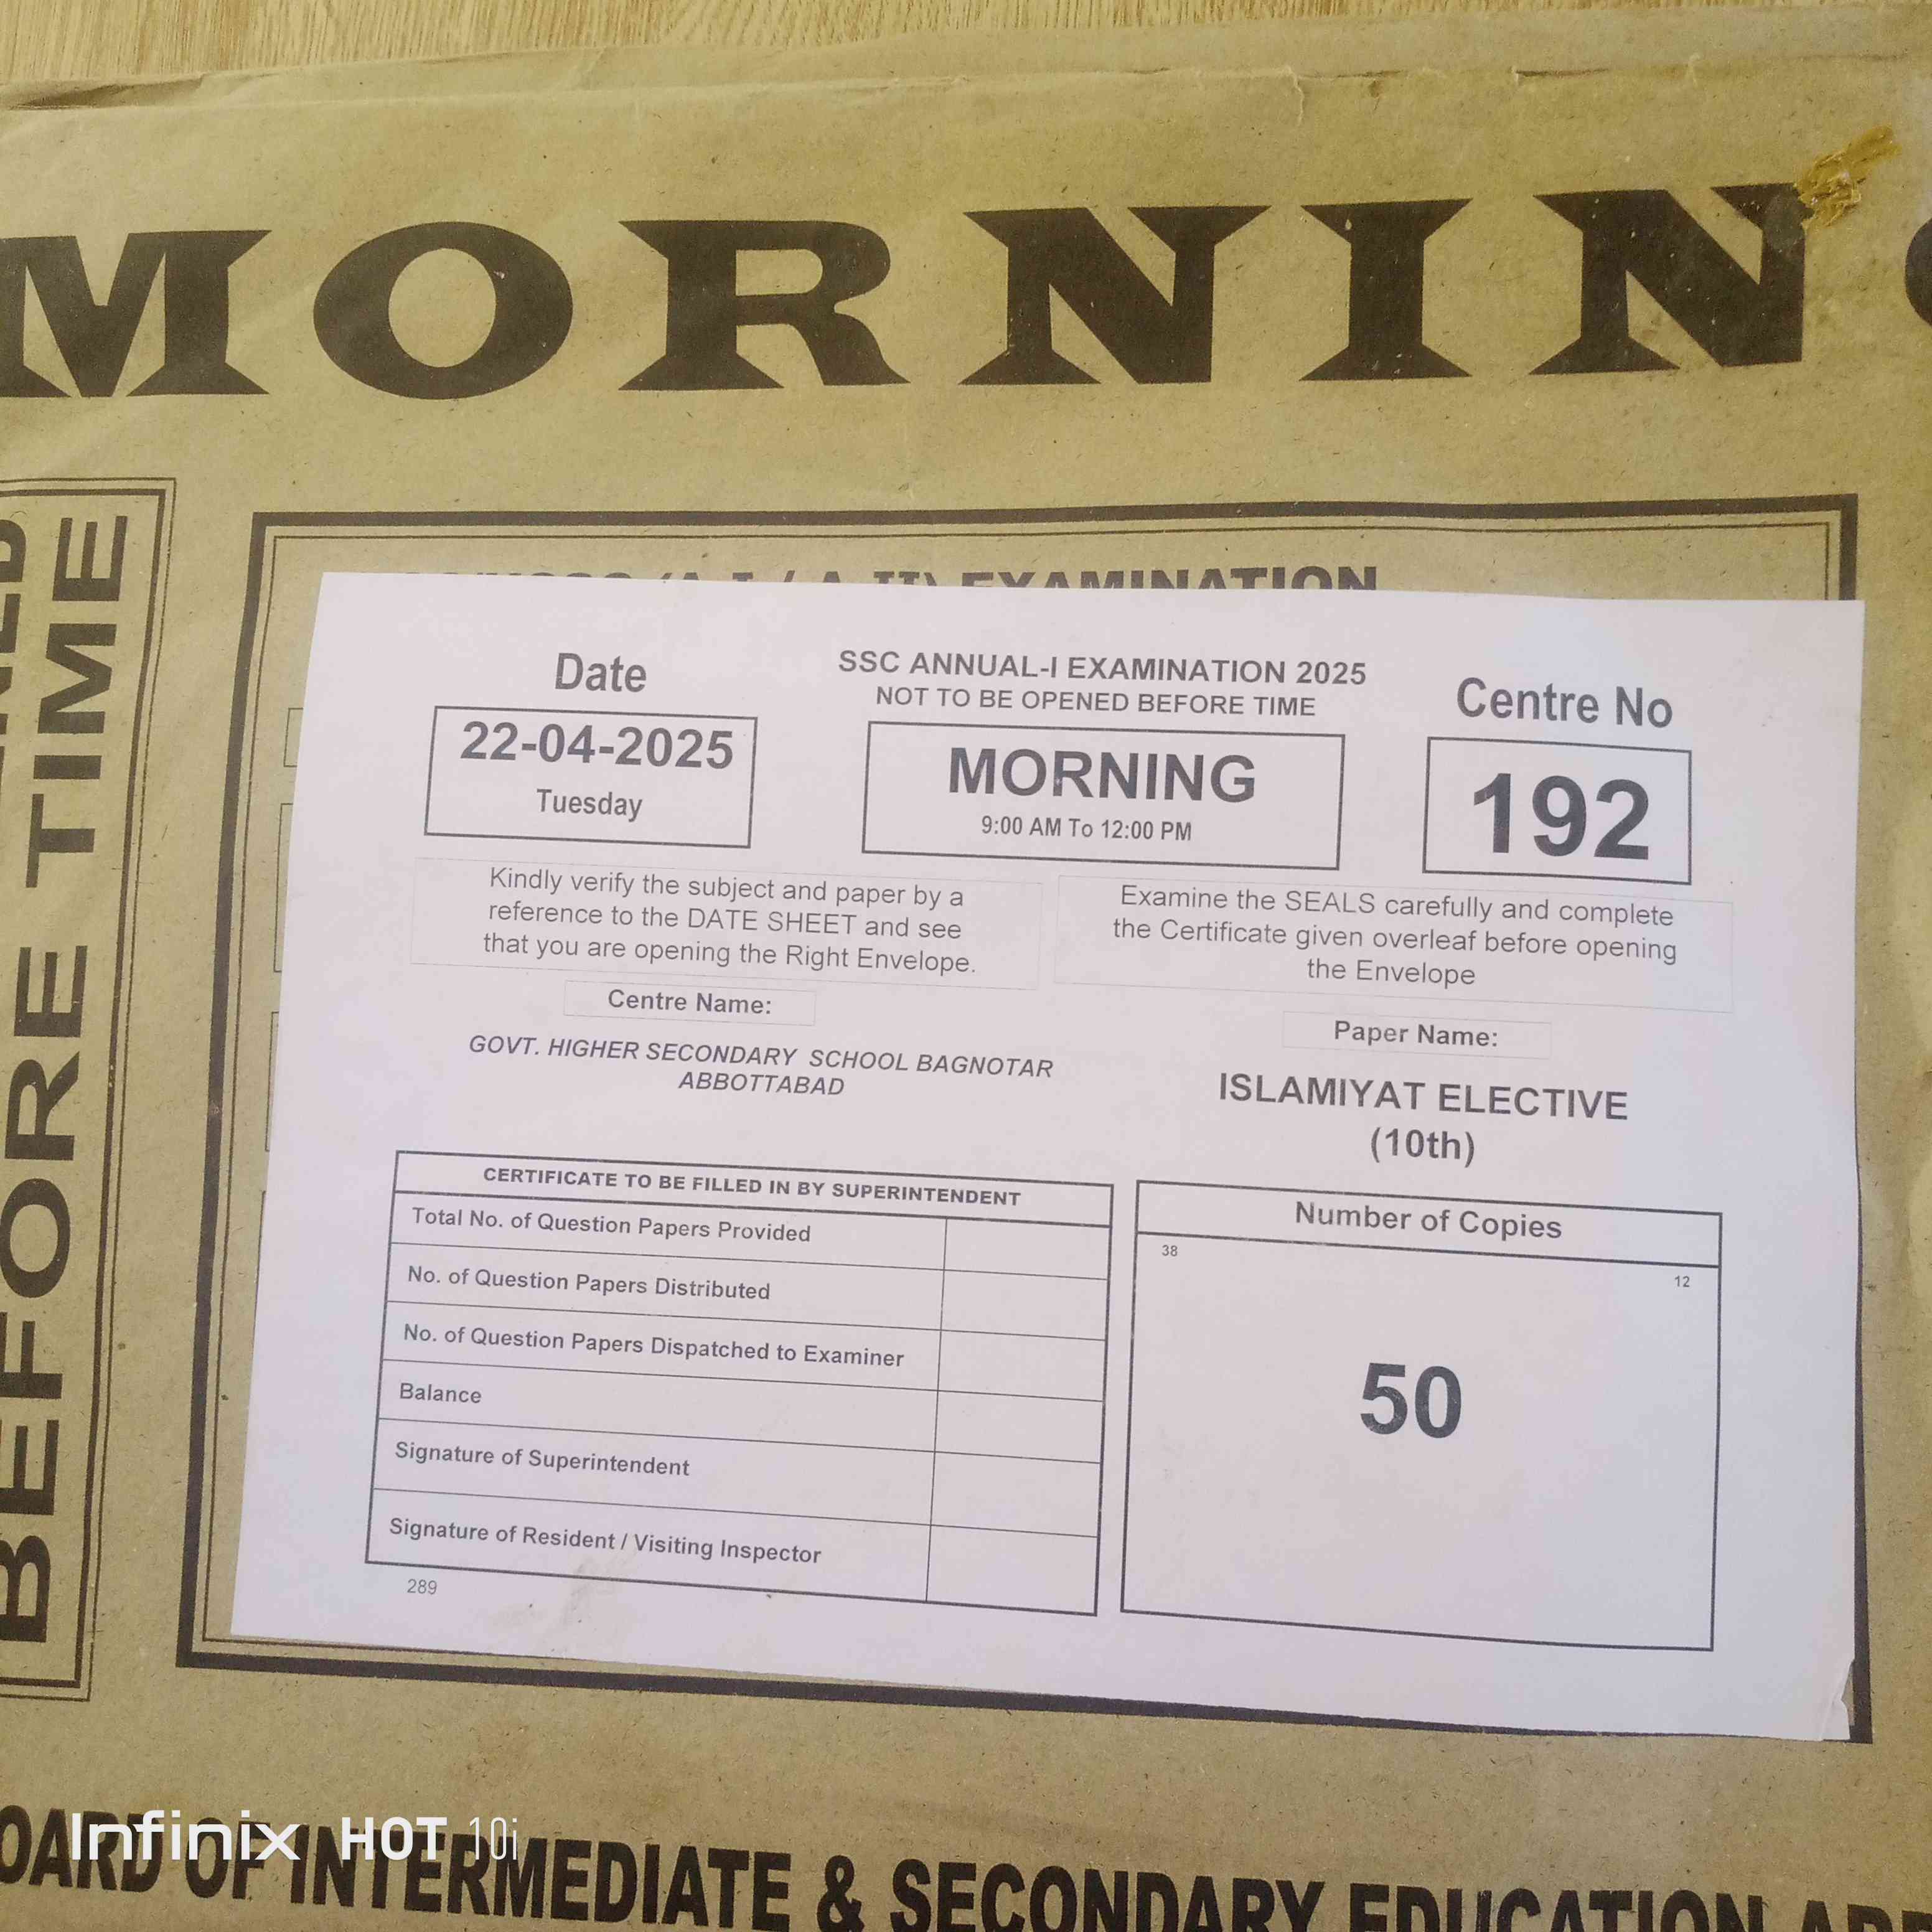 MORNIN
BEFORE TIME
EXAMINATION
Date
22-04-2025
Tuesday
SSC ANNUAL-I EXAMINATION 2025
NOT TO BE OPENED BEFORE TIME
MORNING
9:00 AM To 12:00 PM
Centre No
192
Kindly verify the subject and paper by a
reference to the DATE SHEET and see
that you are opening the Right Envelope.
Examine the SEALS carefully and complete
the Certificate given overleaf before opening
the Envelope
Centre Name:
GOVT. HIGHER SECONDARY SCHOOL BAGNOTAR
ABBOTTABAD
Paper Name:
ISLAMIYAT ELECTIVE
(10th)
CERTIFICATE TO BE FILLED IN BY SUPERINTENDENT
Total No. of Question Papers Provided
No. of Question Papers Distributed
No. of Question Papers Dispatched to Examiner
Balance
Signature of Superintendent
Signature of Resident / Visiting Inspector
289
Number of Copies
38
12
50
Infinix HOT 10i
OARD OF INTERMEDIATE & SECONDARY EDUCATION